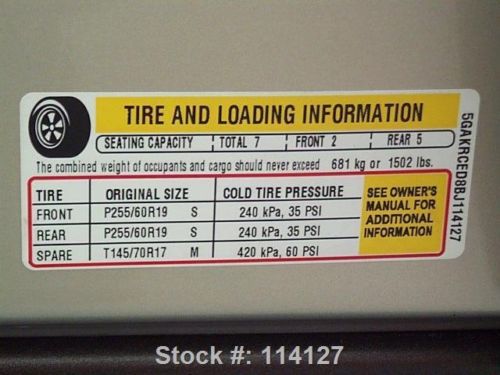 TIRE AND LOADING INFORMATION
SEATING CAPACITY TOTAL 7 FRONT 2 REAR 5
The combined weight of occupants and cargo should never exceed 681 kg or 1502 lbs.
TIRE ORIGINAL SIZE COLD TIRE PRESSURE
FRONT P255/60R19 S 240 kPa, 35 PSI
REAR P255/60R19 S 240 kPa, 35 PSI
SPARE T145/70R17 M 420 kPa, 60 PSI
SEE OWNER'S
MANUAL FOR
ADDITIONAL
INFORMATION
5GAKRCED8BJ114127
Stock #: 114127